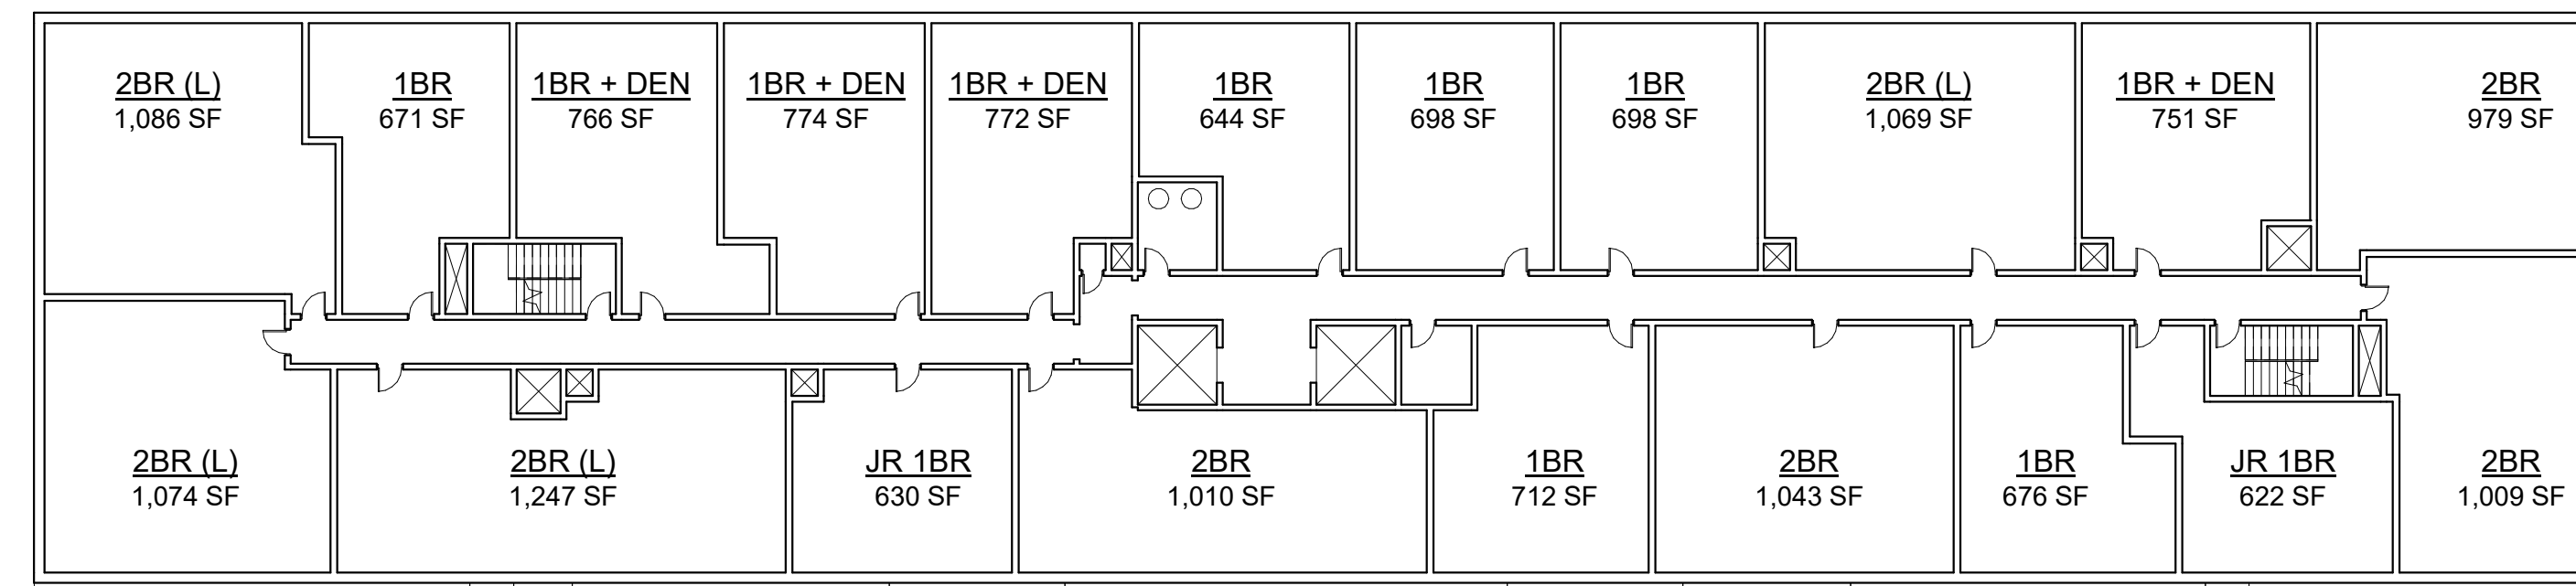 2BR (L)
1,086 SF
1BR
671 SF
1BR + DEN
766 SF
1BR + DEN
774 SF
1BR + DEN
772 SF
1BR
644 SF
1BR
698 SF
1BR
698 SF
2BR (L)
1,069 SF
1BR + DEN
751 SF
2BR
979 SF
2BR (L)
1,074 SF
2BR (L)
1,247 SF
JR 1BR
630 SF
2BR
1,010 SF
1BR
712 SF
2BR
1,043 SF
1BR
676 SF
JR 1BR
622 SF
2BR
1,009 SF